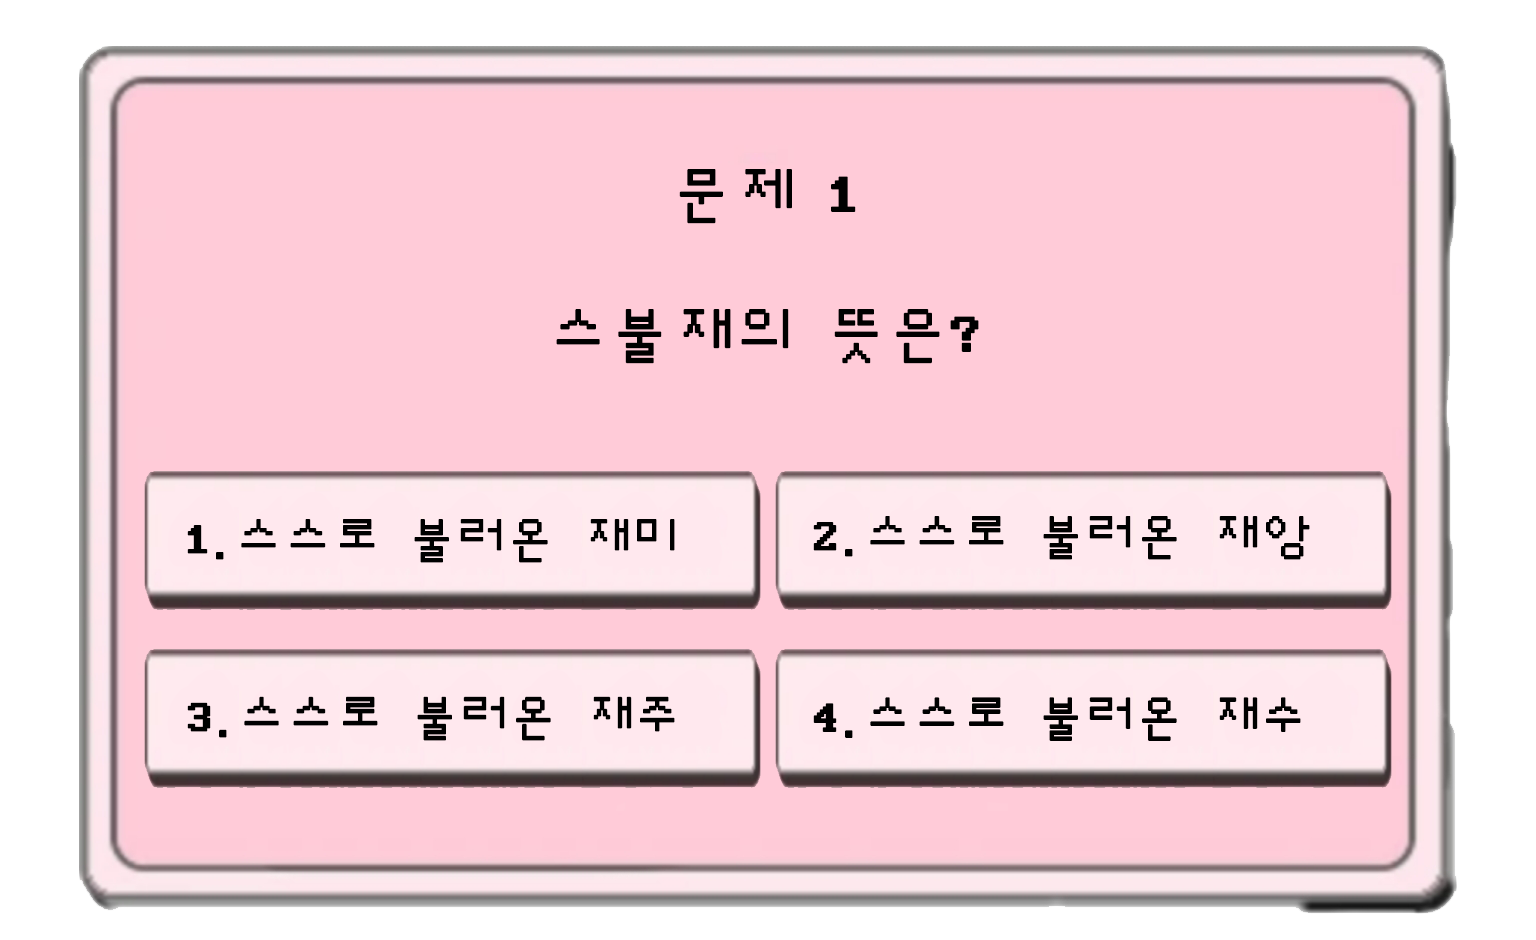 문제 1
스불재의 뜻은?
1. 스스로 불러온 재미
2. 스스로 불러온 재앙
3. 스스로 불러온 재주
4. 스스로 불러온 재수